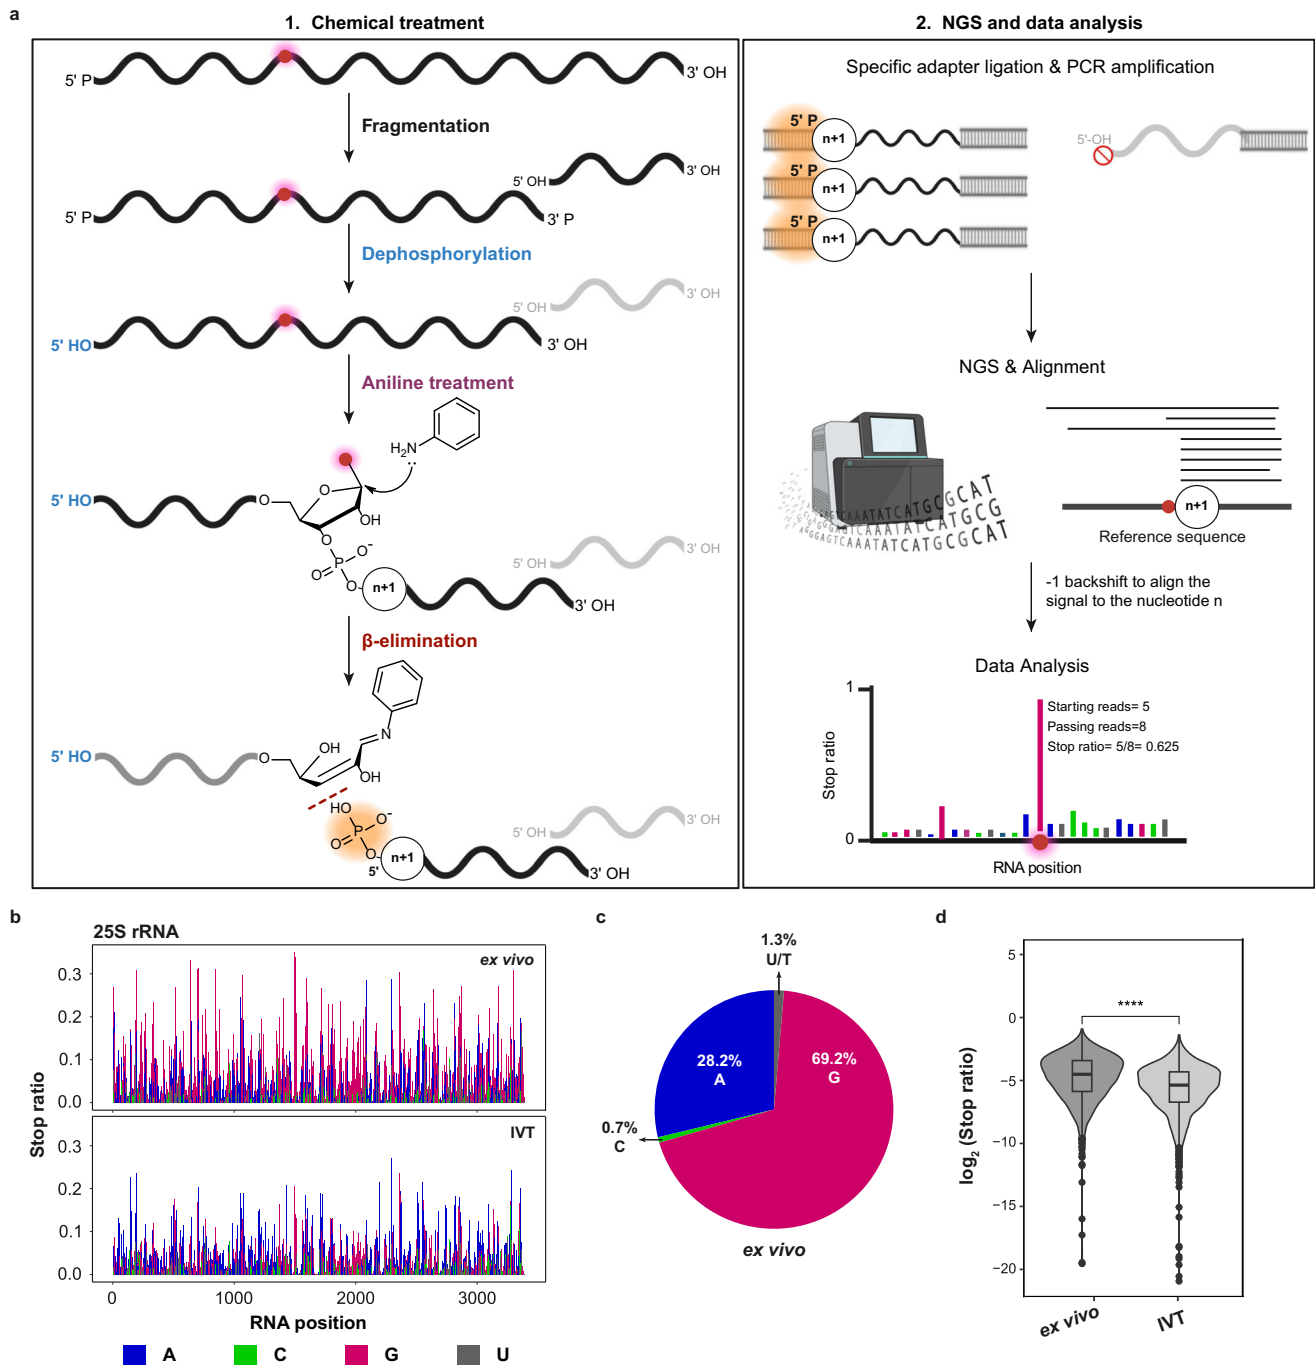 a
1. Chemical treatment
5' P
3' OH
Fragmentation
5' OH
3' OH
5' P
3' P
Dephosphorylation
5' OH
3' OH
5' HO
3' OH
Aniline treatment
H₂N
5' HO
O
O
OH
O
P
O⁻
O
O
n+1
5' OH
3' OH
3' OH
β-elimination
N
OH
5' HO
O
OH
HO
P
O⁻
O
O
5'
n+1
5' OH
3' OH
3' OH
2. NGS and data analysis
Specific adapter ligation & PCR amplification
5' P
n+1
5' P
n+1
5' P
n+1
5'-OH
NGS & Alignment
n+1
Reference sequence
-1 backshift to align the
signal to the nucleotide n
Data Analysis
1
Stop ratio
0
Starting reads= 5
Passing reads=8
Stop ratio= 5/8= 0.625
RNA position
b
25S rRNA
ex vivo
0.3
0.2
0.1
0.0
IVT
0.3
0.2
0.1
0.0
Stop ratio
0
1000
2000
3000
RNA position
A
C
G
U
c
1.3%
U/T
28.2%
A
69.2%
G
0.7%
C
ex vivo
d
5
0
−5
−10
−15
−20
log₂ (Stop ratio)
****
ex vivo
IVT